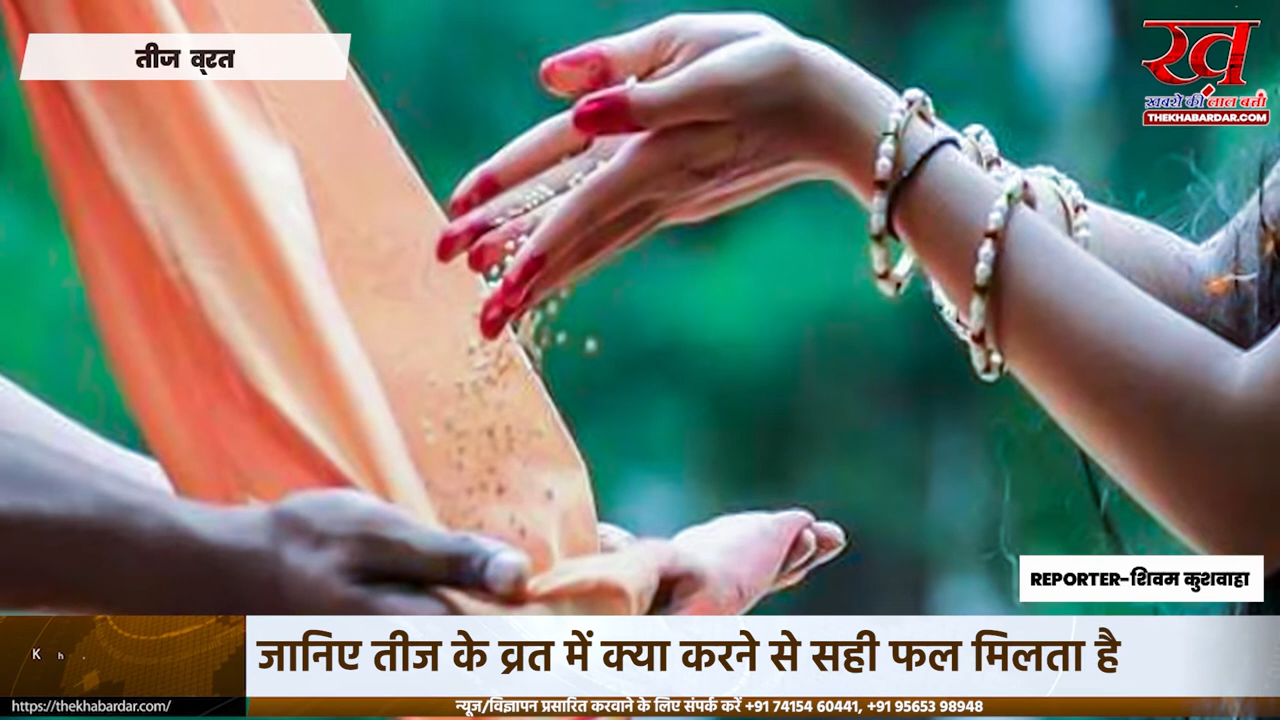 तीज व्रत
ख
खबरों की लाल बत्ती
THEKHABARDAR.COM
REPORTER-शिवम कुशवाहा
जानिए तीज के व्रत में क्या करने से सही फल मिलता है
K h .
https://thekhabardar.com/
न्यूज/विज्ञापन प्रसारित करवाने के लिए संपर्क करें +91 74154 60441, +91 95653 98948